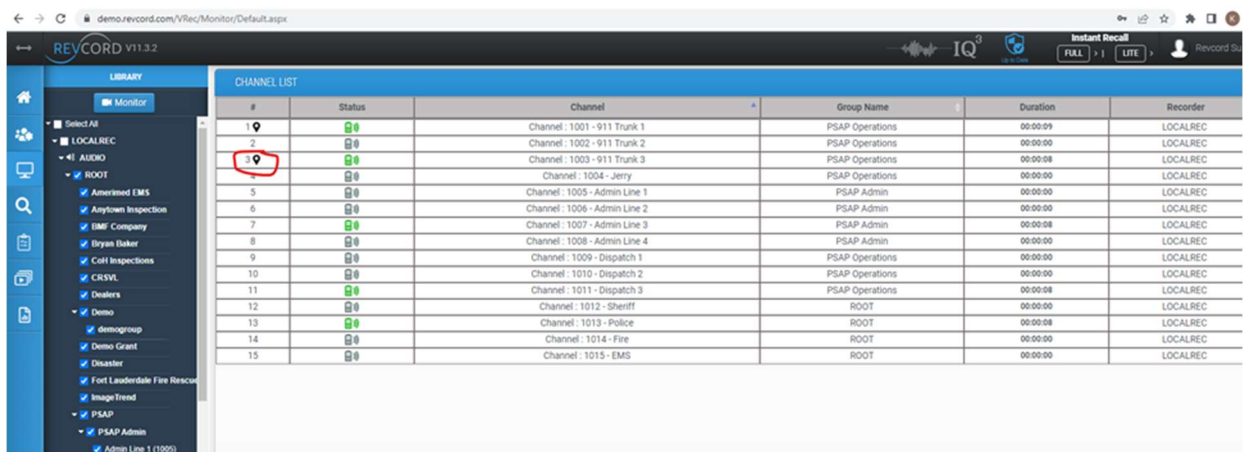 demo.revcord.com/VRec/Monitor/Default.aspx
K
REVCORD V11.3.2
IQ3
Up to Date
Instant Recall
FULL > | LITE >
Revcord Su
LIBRARY
Monitor
Select All
LOCALREC
AUDIO
ROOT
Amerimed EMS
Anytown Inspection
BMF Company
Bryan Baker
CoH Inspections
CRSVL
Dealers
Demo
demogroup
Demo Grant
Disaster
Fort Lauderdale Fire Rescue
ImageTrend
PSAP
PSAP Admin
Admin Line 1 (1005)
CHANNEL LIST
# Status Channel Group Name Duration Recorder
1 Channel : 1001 - 911 Trunk 1 PSAP Operations 00:00:09 LOCALREC
2 Channel : 1002 - 911 Trunk 2 PSAP Operations 00:00:00 LOCALREC
3 Channel : 1003 - 911 Trunk 3 PSAP Operations 00:00:08 LOCALREC
4 Channel : 1004 - Jerry PSAP Operations 00:00:00 LOCALREC
5 Channel : 1005 - Admin Line 1 PSAP Admin 00:00:00 LOCALREC
6 Channel : 1006 - Admin Line 2 PSAP Admin 00:00:00 LOCALREC
7 Channel : 1007 - Admin Line 3 PSAP Admin 00:00:08 LOCALREC
8 Channel : 1008 - Admin Line 4 PSAP Admin 00:00:00 LOCALREC
9 Channel : 1009 - Dispatch 1 PSAP Operations 00:00:00 LOCALREC
10 Channel : 1010 - Dispatch 2 PSAP Operations 00:00:00 LOCALREC
11 Channel : 1011 - Dispatch 3 PSAP Operations 00:00:08 LOCALREC
12 Channel : 1012 - Sheriff ROOT 00:00:00 LOCALREC
13 Channel : 1013 - Police ROOT 00:00:08 LOCALREC
14 Channel : 1014 - Fire ROOT 00:00:00 LOCALREC
15 Channel : 1015 - EMS ROOT 00:00:00 LOCALREC